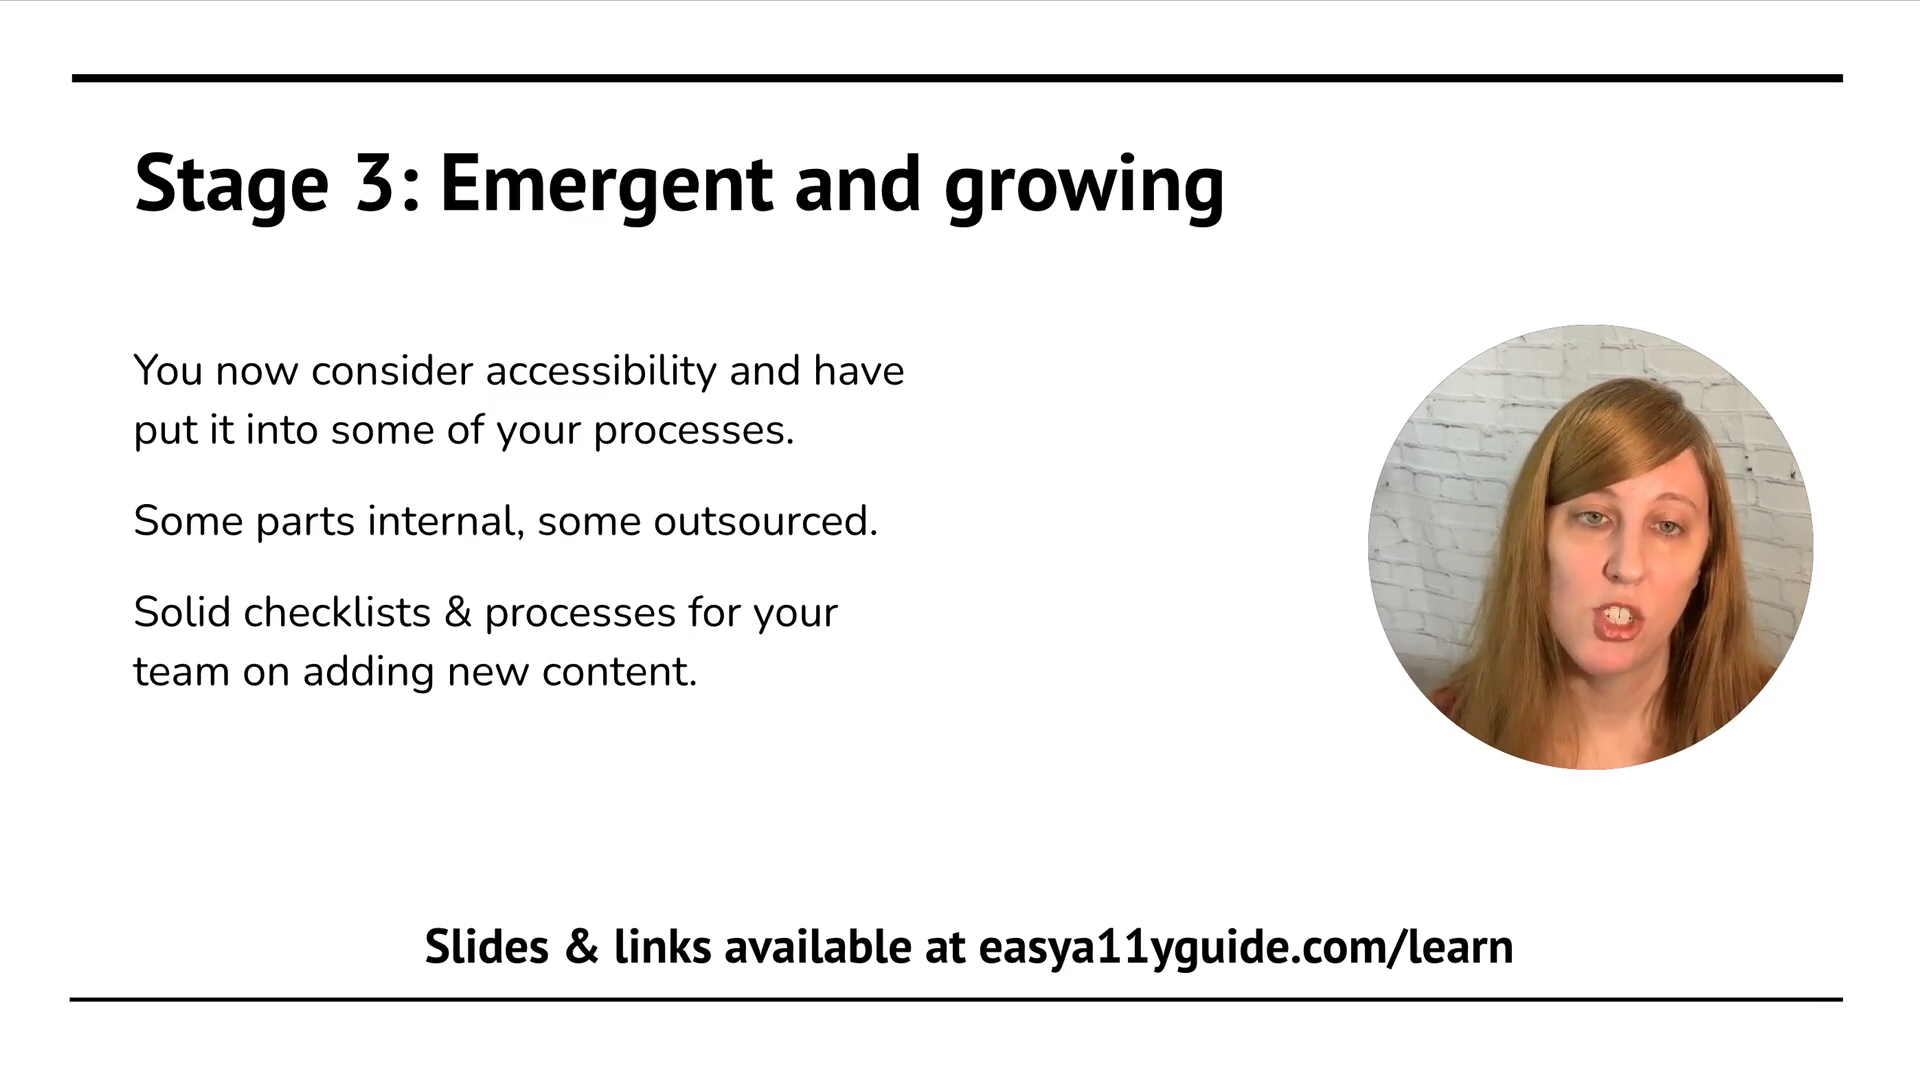 Stage 3: Emergent and growing
You now consider accessibility and have
put it into some of your processes.
Some parts internal, some outsourced.
Solid checklists & processes for your
team on adding new content.
Slides & links available at easya11yguide.com/learn